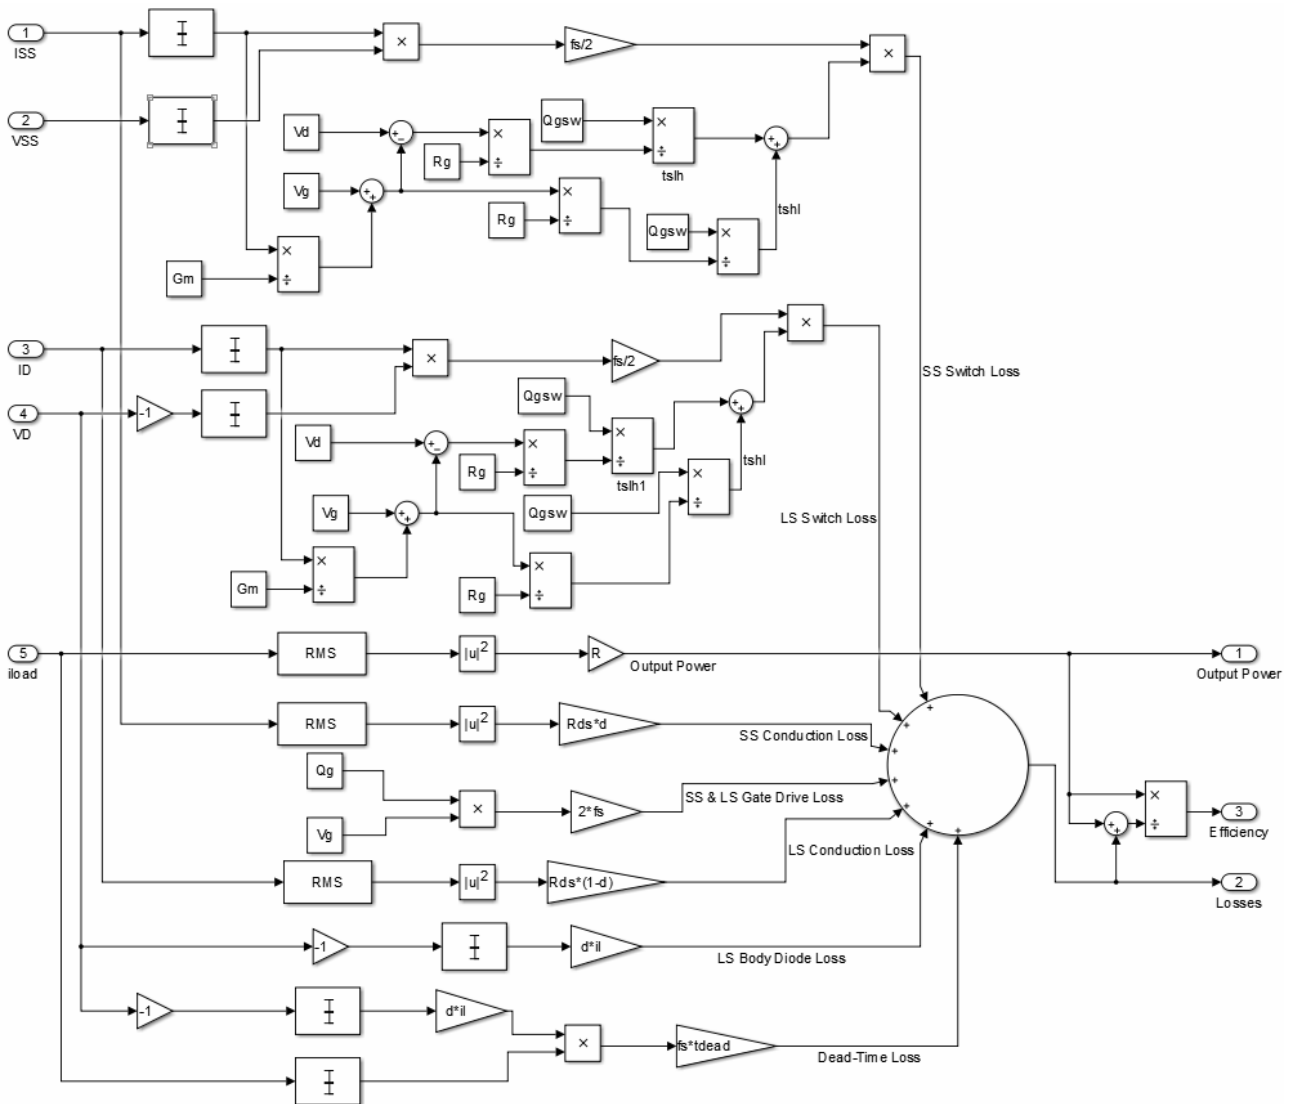 1
ISS
×
fs/2
×
2
VSS
Vd
+
−
Rg
×
÷
Qgsw
×
÷
tslh
+
+
Vg
+
+
Rg
×
÷
Qgsw
×
÷
tshl
Gm
×
÷
3
ID
×
fs/2
×
SS Switch Loss
4
VD
-1
Qgsw
×
÷
tslh1
+
+
Vd
+
−
Rg
×
÷
tshl
Vg
+
+
Qgsw
×
÷
LS Switch Loss
Gm
×
÷
Rg
×
÷
5
iload
RMS
|u|²
R
Output Power
1
Output Power
RMS
|u|²
Rds*d
SS Conduction Loss
+
+
+
+
+
+
+
Qg
Vg
×
2*fs
SS & LS Gate Drive Loss
×
÷
3
Efficiency
+
+
RMS
|u|²
Rds*(1-d)
LS Conduction Loss
2
Losses
-1
d*il
LS Body Diode Loss
-1
d*il
×
fs*tdead
Dead-Time Loss